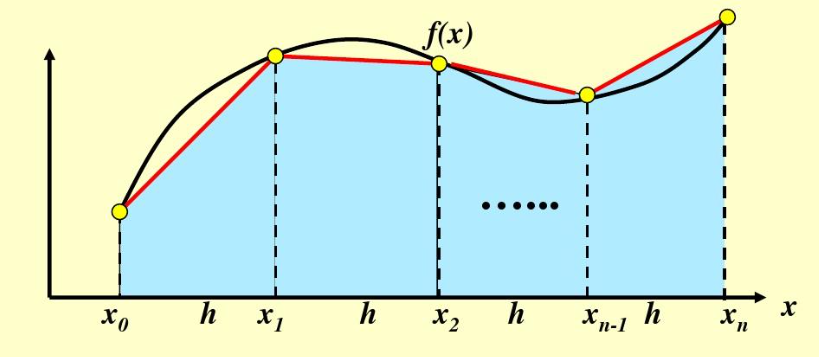 f(x)
......
x₀ h x₁ h x₂ h xₙ₋₁ h xₙ x